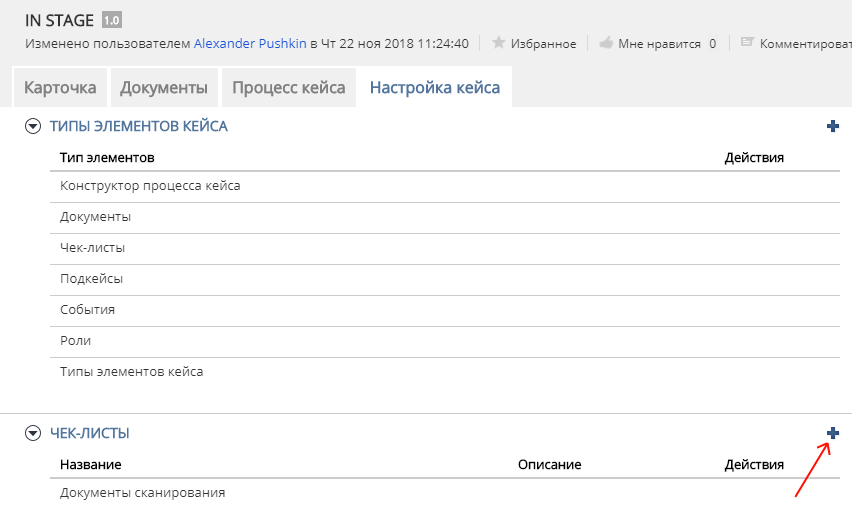 IN STAGE 1.0
Изменено пользователем Alexander Pushkin в Чт 22 ноя 2018 11:24:40 Избранное Мне нравится 0 Комментироват
Карточка Документы Процесс кейса Настройка кейса
ТИПЫ ЭЛЕМЕНТОВ КЕЙСА
Тип элементов Действия
Конструктор процесса кейса
Документы
Чек-листы
Подкейсы
События
Роли
Типы элементов кейса
ЧЕК-ЛИСТЫ
Название Описание Действия
Документы сканирования